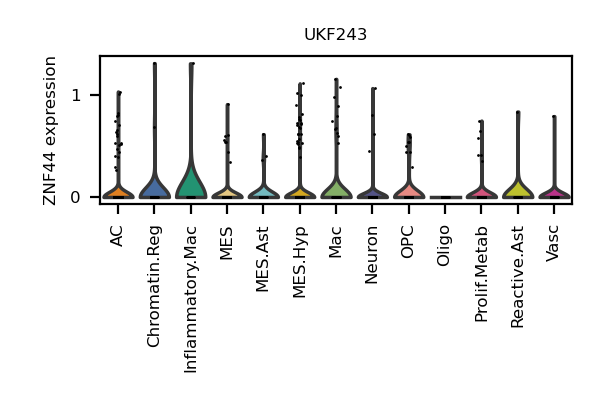 UKF243
ZNF44 expression
1
0
AC
Chromatin.Reg
Inflammatory.Mac
MES
MES.Ast
MES.Hyp
Mac
Neuron
OPC
Oligo
Prolif.Metab
Reactive.Ast
Vasc